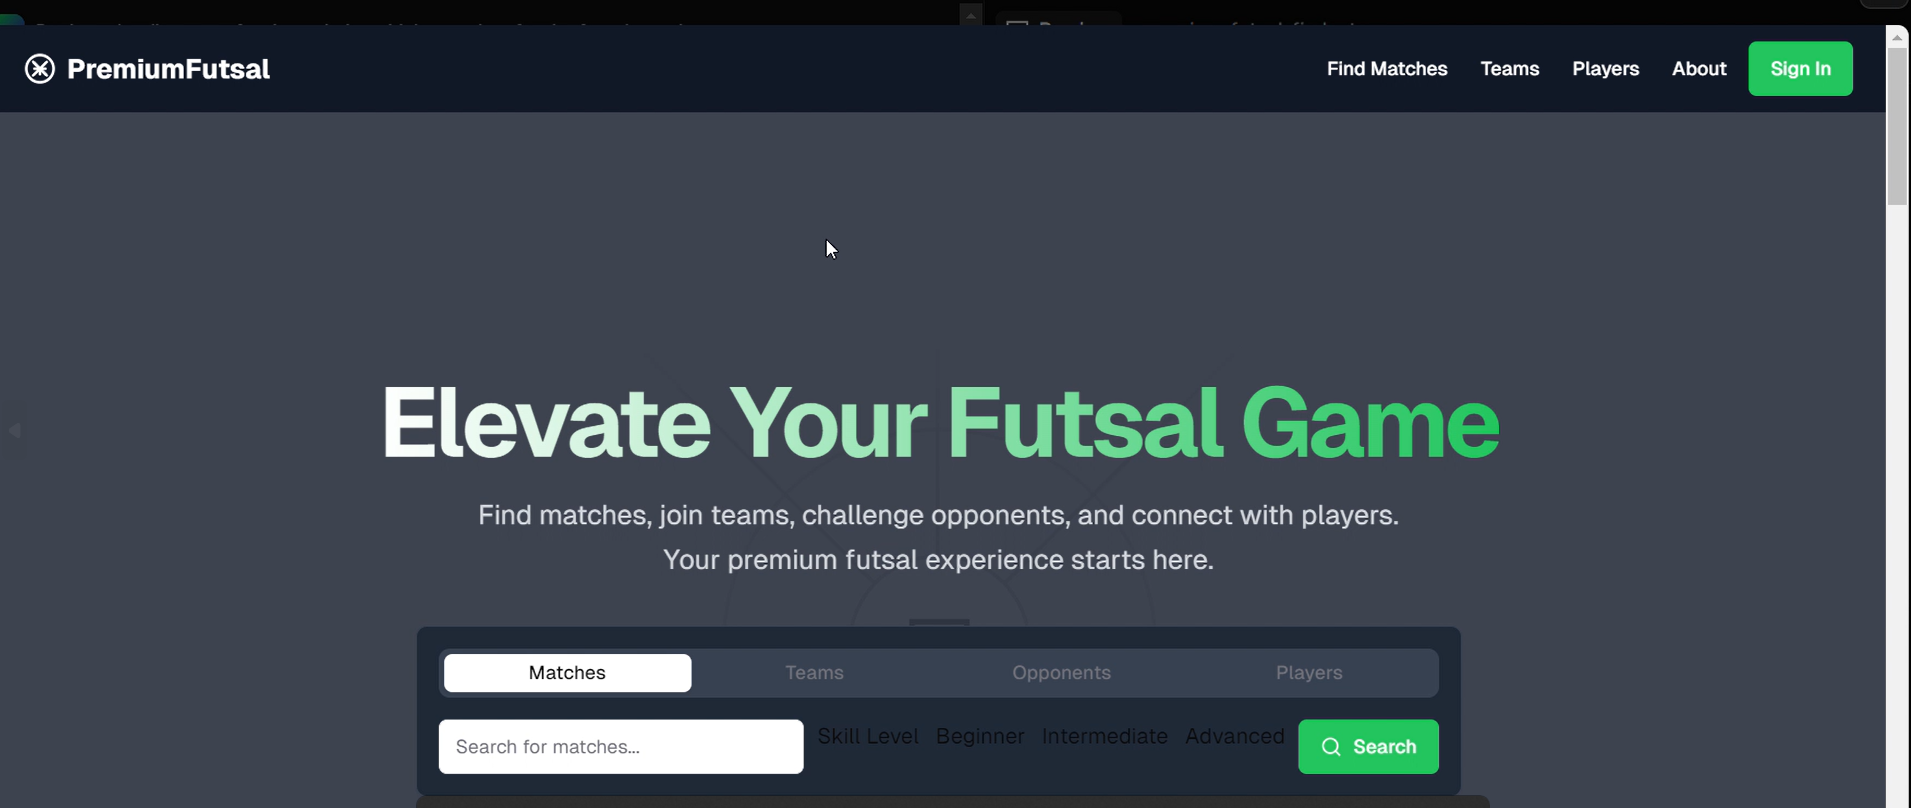 PremiumFutsal
Find Matches Teams Players About Sign In
Elevate Your Futsal Game
Find matches, join teams, challenge opponents, and connect with players.
Your premium futsal experience starts here.
Matches Teams Opponents Players
Search for matches... Skill Level Beginner Intermediate Advanced Search